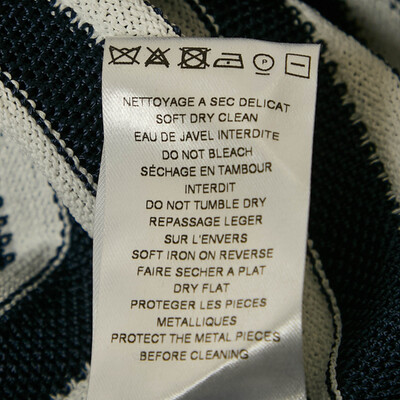 P
NETTOYAGE A SEC DELICAT
SOFT DRY CLEAN
EAU DE JAVEL INTERDITE
DO NOT BLEACH
SÉCHAGE EN TAMBOUR
INTERDIT
DO NOT TUMBLE DRY
REPASSAGE LEGER
SUR L'ENVERS
SOFT IRON ON REVERSE
FAIRE SECHER A PLAT
DRY FLAT
PROTEGER LES PIECES
METALLIQUES
PROTECT THE METAL PIECES
BEFORE CLEANING